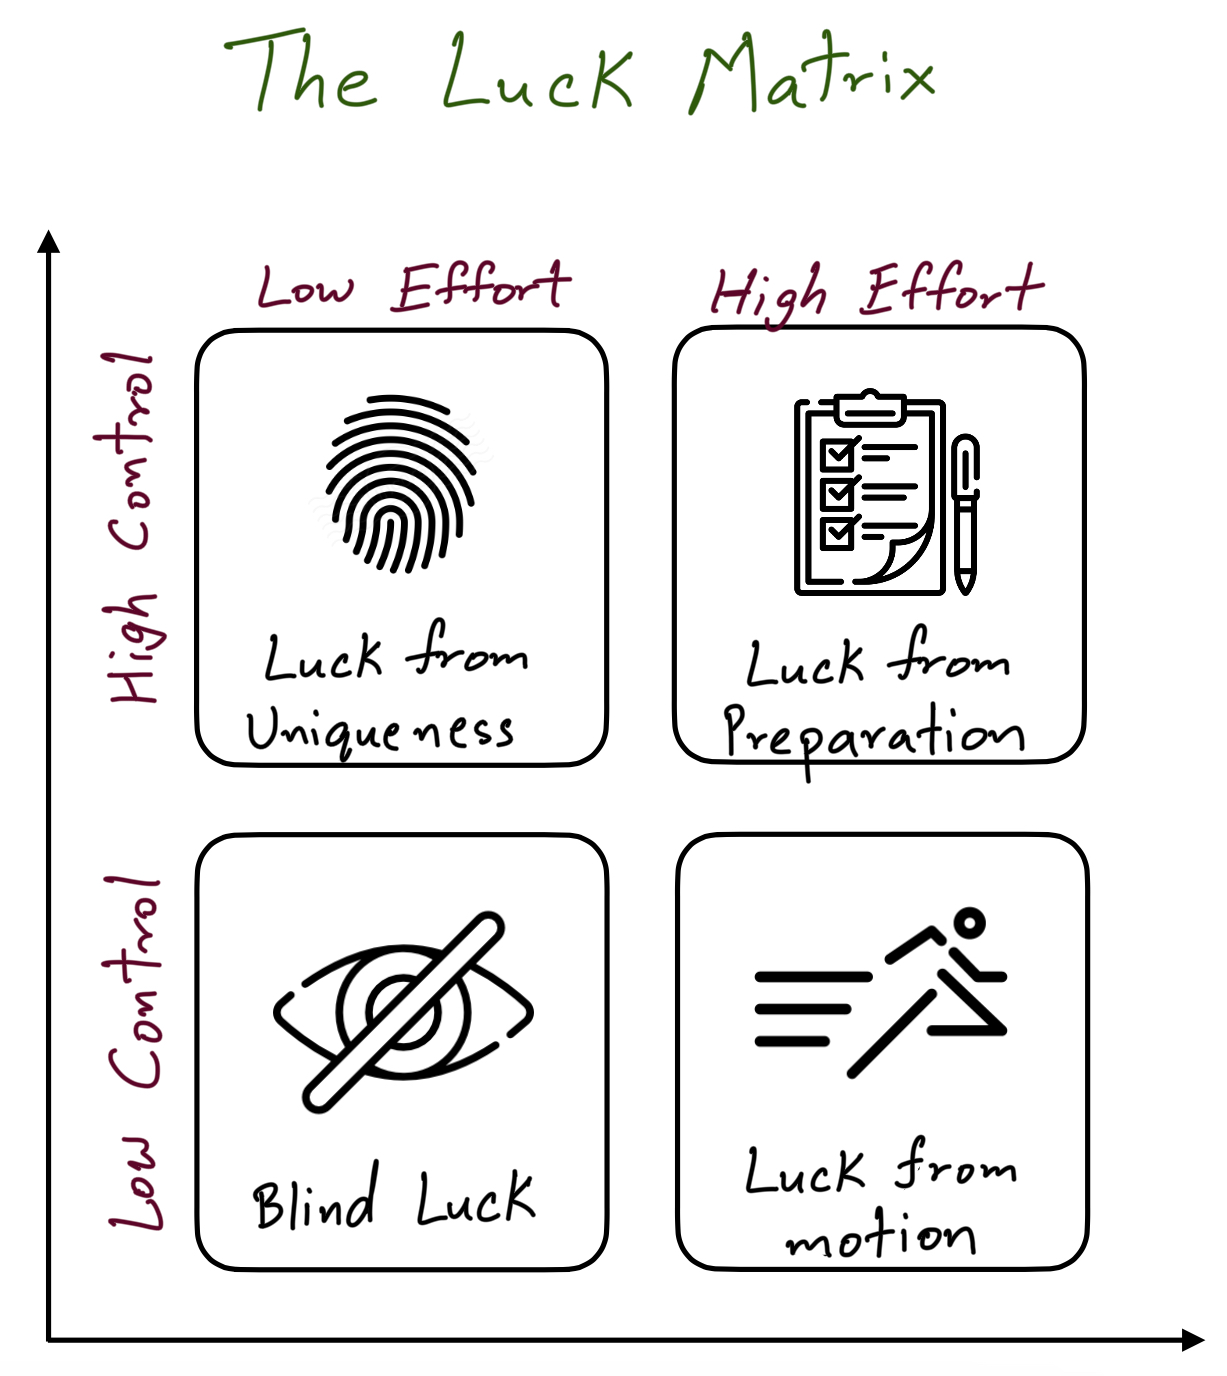 The Luck Matrix
Low Effort
High Effort
High Control
Luck from
Uniqueness
Luck from
Preparation
Low Control
Blind Luck
Luck from
motion